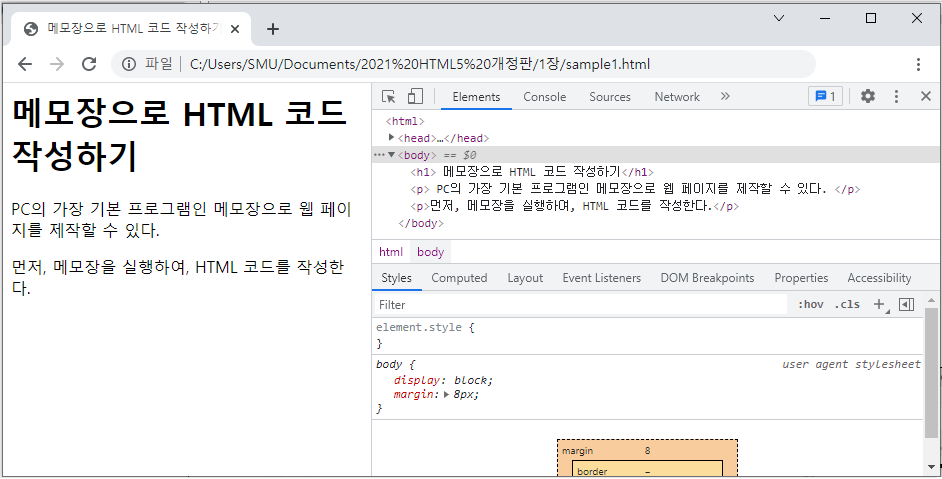 메모장으로 HTML 코드 작성하기
파일 | C:/Users/SMU/Documents/2021%20HTML5%20개정판/1장/sample1.html
메모장으로 HTML 코드
작성하기
PC의 가장 기본 프로그램인 메모장으로 웹 페이
지를 제작할 수 있다.
먼저, 메모장을 실행하여, HTML 코드를 작성한
다.
Elements Console Sources » 1
<html>
<head>…</head>
<body> == $0
<h1> 메모장으로 HTML 코드 작성하기</h1>
<p> PC의 가장 기본 프로그램인 메모장으로 웹 페이지를 제작할 수 있다. </p>
<p>먼저, 메모장을 실행하여, HTML 코드를 작성한다.</p>
</body>
html body
Styles Computed Layout Event Listeners DOM Breakpoints Properties Accessibility
Filter :hov .cls
element.style {
}
body { user agent stylesheet
display: block;
margin: 8px;
}
margin 8
border –